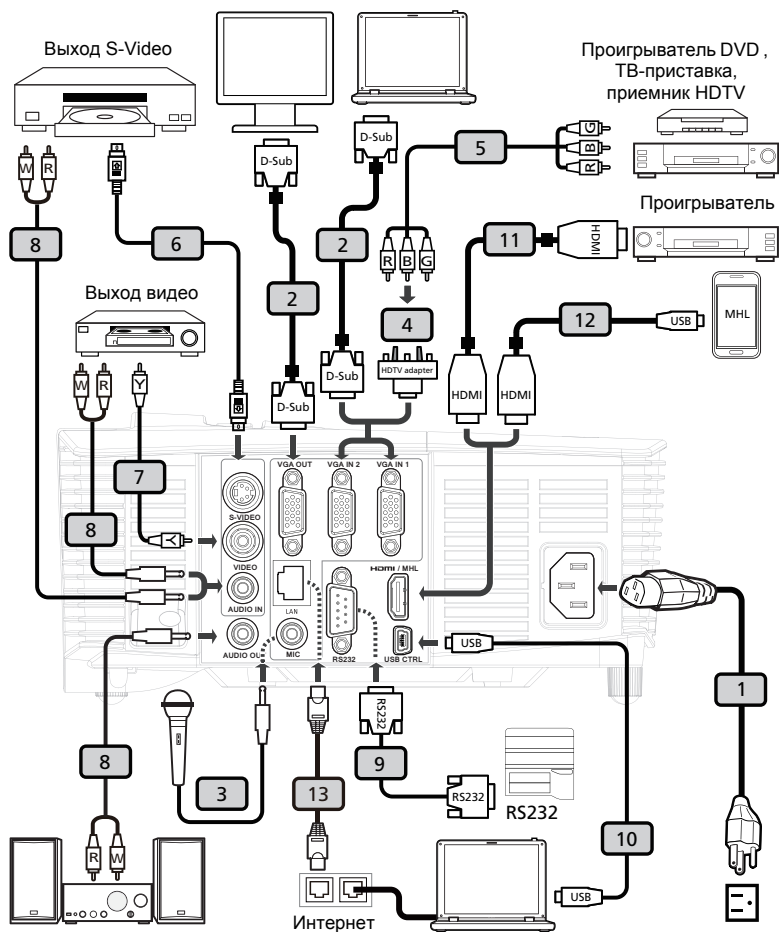 Выход S-Video
Проигрыватель DVD ,
ТВ-приставка,
приемник HDTV
D-Sub
D-Sub
5
G
B
R
W R
8
6
2
2
R B G
11
HDMI
Проигрыватель
Выход видео
4
12
USB
MHL
W R
Y
D-Sub
D-Sub
HDTV adapter
HDMI
HDMI
7
8
Y
VGA OUT
VGA IN 2
VGA IN 1
S-VIDEO
VIDEO
AUDIO IN
LAN
HDMI / MHL
AUDIO OU
MIC
RS232
USB CTRL
USB
1
8
3
13
RS232
9
RS232
RS232
10
R W
USB
Интернет